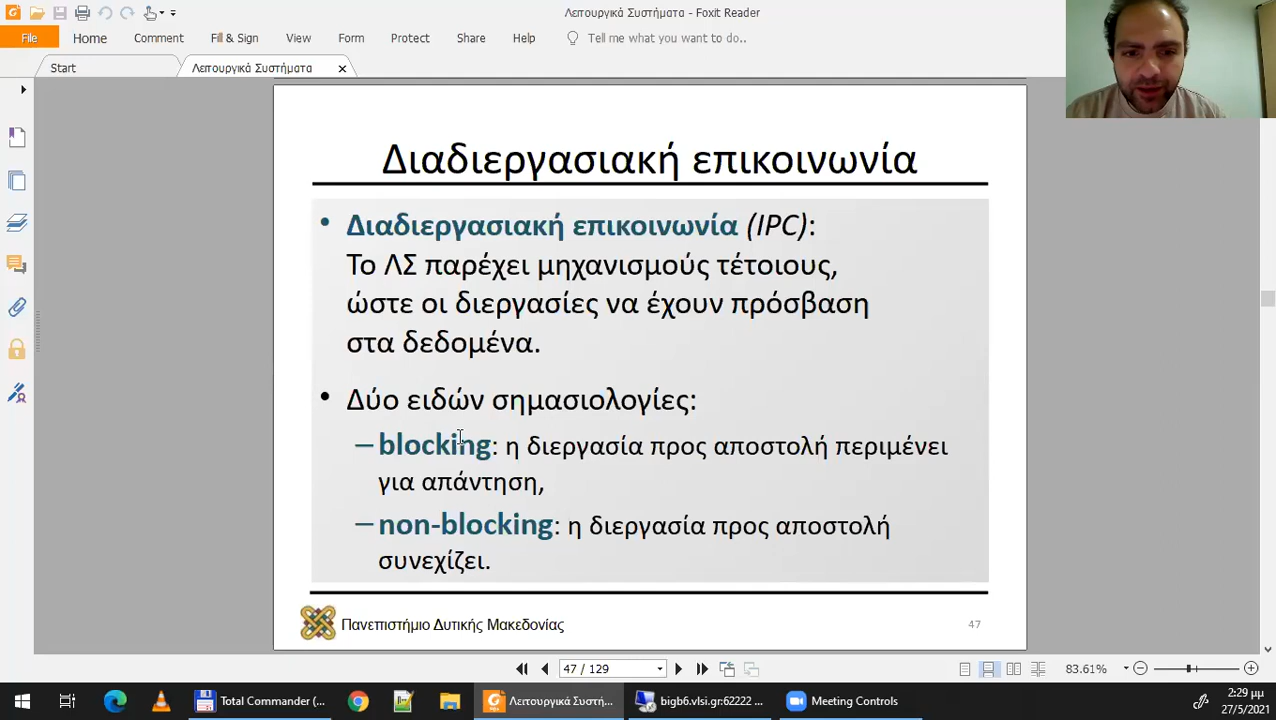 Λειτουργικά Συστήματα - Foxit Reader
File Home Comment Fill & Sign View Form Protect Share Help Tell me what you want to do..
Start Λειτουργικά Συστήματα
Διαδιεργασιακή επικοινωνία
• Διαδιεργασιακή επικοινωνία (IPC):
Το ΛΣ παρέχει μηχανισμούς τέτοιους,
ώστε οι διεργασίες να έχουν πρόσβαση
στα δεδομένα.
• Δύο ειδών σημασιολογίες:
– blocking: η διεργασία προς αποστολή περιμένει
για απάντηση,
– non-blocking: η διεργασία προς αποστολή
συνεχίζει.
Πανεπιστήμιο Δυτικής Μακεδονίας 47
47 / 129 83.61%
Total Commander (... Λειτουργικά Συστή... bigb6.vlsi.gr:62222 ... Meeting Controls 2:29 μμ
27/5/2021